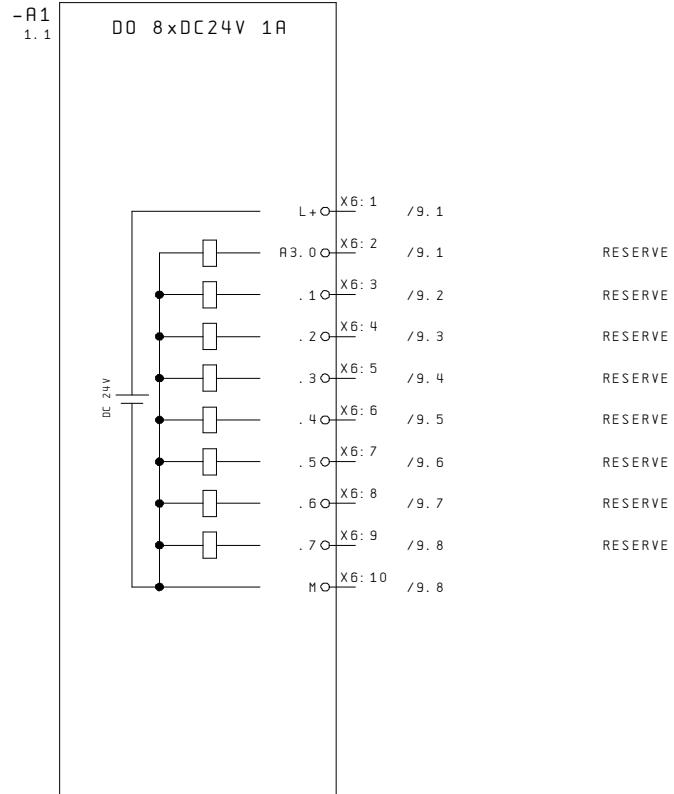 -A1
1.1
DO 8xDC24V 1A
L+ X6:1 /9.1
A3.0 X6:2 /9.1 RESERVE
.1 X6:3 /9.2 RESERVE
.2 X6:4 /9.3 RESERVE
.3 X6:5 /9.4 RESERVE
DC 24V
.4 X6:6 /9.5 RESERVE
.5 X6:7 /9.6 RESERVE
.6 X6:8 /9.7 RESERVE
.7 X6:9 /9.8 RESERVE
M X6:10 /9.8